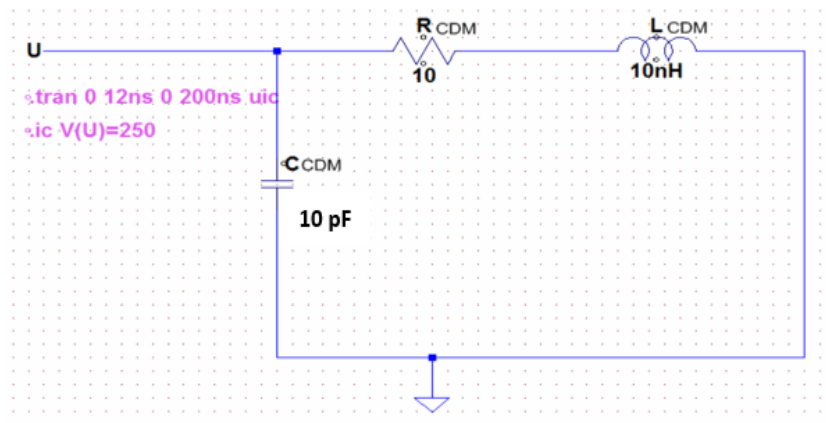 R CDM
L CDM
U
10
10nH
.tran 0 12ns 0 200ns uic
.ic V(U)=250
C CDM
10 pF